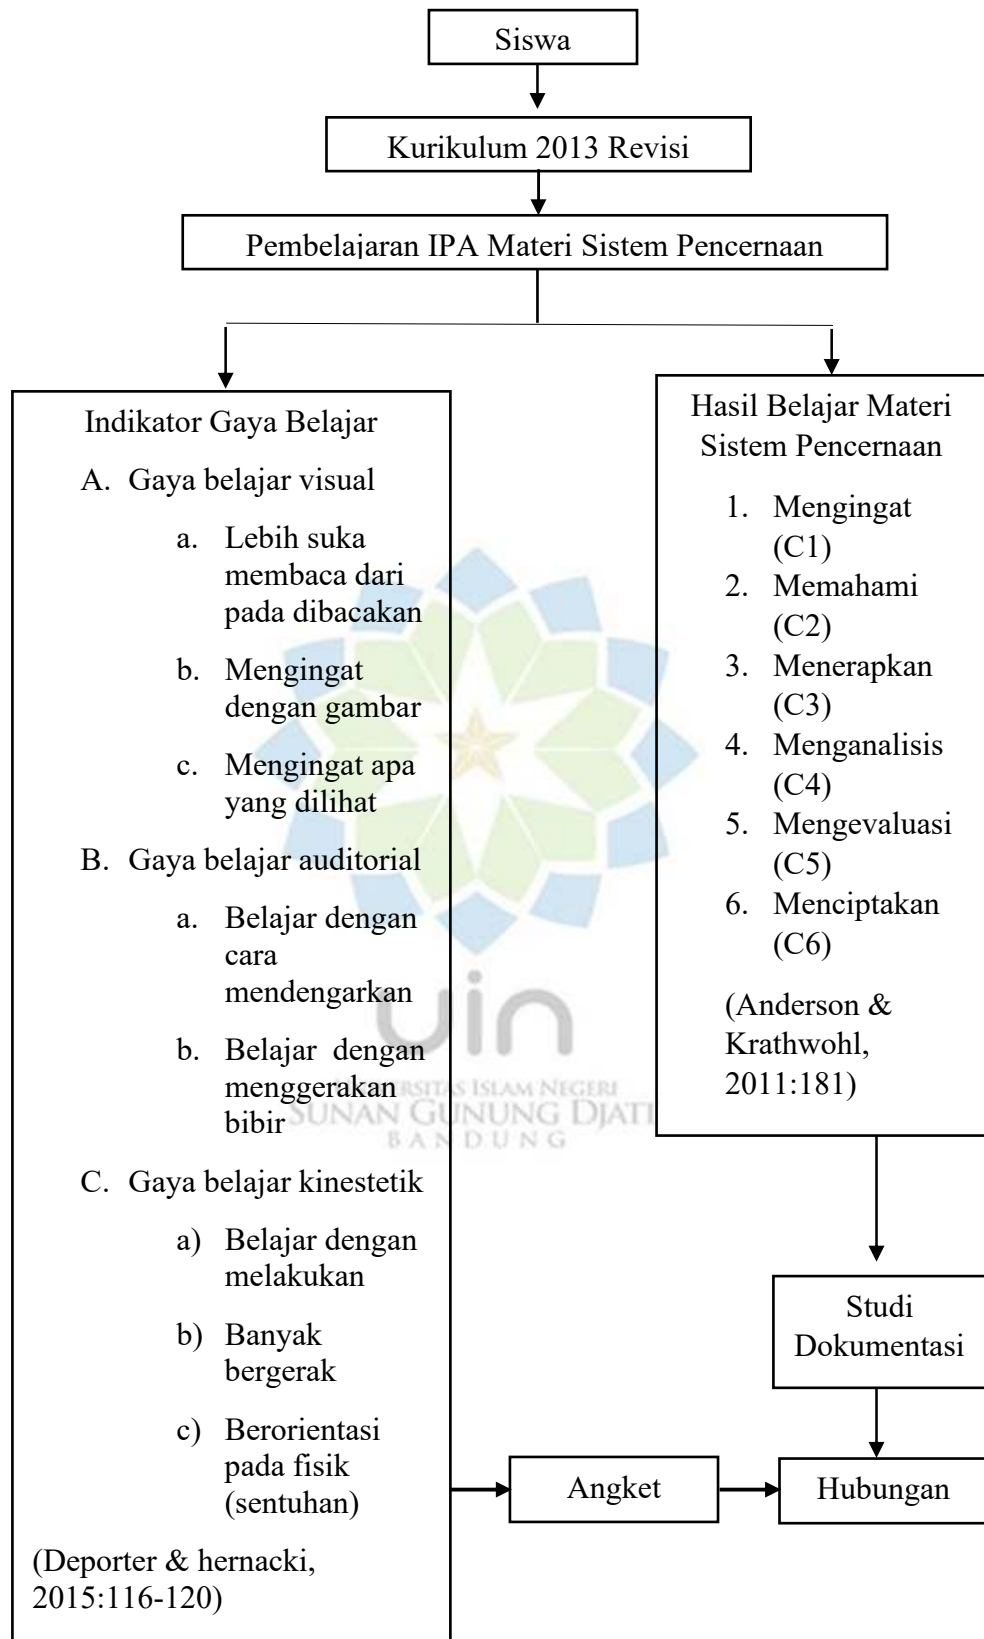 Siswa
Kurikulum 2013 Revisi
Pembelajaran IPA Materi Sistem Pencernaan
Indikator Gaya Belajar
A. Gaya belajar visual
a. Lebih suka
membaca dari
pada dibacakan
b. Mengingat
dengan gambar
c. Mengingat apa
yang dilihat
B. Gaya belajar auditorial
a. Belajar dengan
cara
mendengarkan
b. Belajar dengan
menggerakan
bibir
C. Gaya belajar kinestetik
a) Belajar dengan
melakukan
b) Banyak
bergerak
c) Berorientasi
pada fisik
(sentuhan)
(Deporter & hernacki,
2015:116-120)
Hasil Belajar Materi
Sistem Pencernaan
1. Mengingat
(C1)
2. Memahami
(C2)
3. Menerapkan
(C3)
4. Menganalisis
(C4)
5. Mengevaluasi
(C5)
6. Menciptakan
(C6)
(Anderson &
Krathwohl,
2011:181)
Studi
Dokumentasi
Angket
Hubungan
uin
UNIVERSITAS ISLAM NEGERI
SUNAN GUNUNG DJATI
BANDUNG